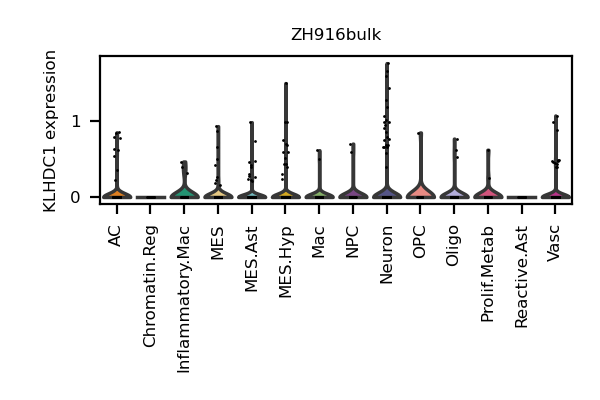 ZH916bulk
KLHDC1 expression
1
0
AC
Chromatin.Reg
Inflammatory.Mac
MES
MES.Ast
MES.Hyp
Mac
NPC
Neuron
OPC
Oligo
Prolif.Metab
Reactive.Ast
Vasc